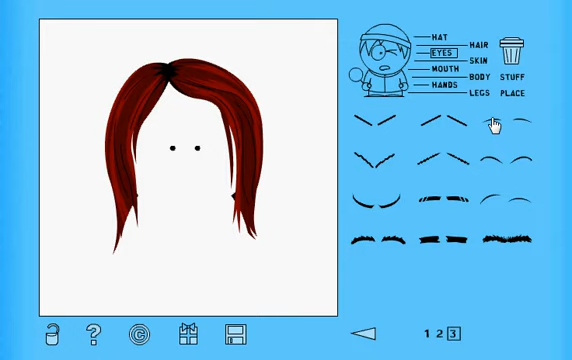 HAT
HAIR
EYES
SKIN
MOUTH
BODY
STUFF
HANDS
LEGS
PLACE
?
©
1 2 3